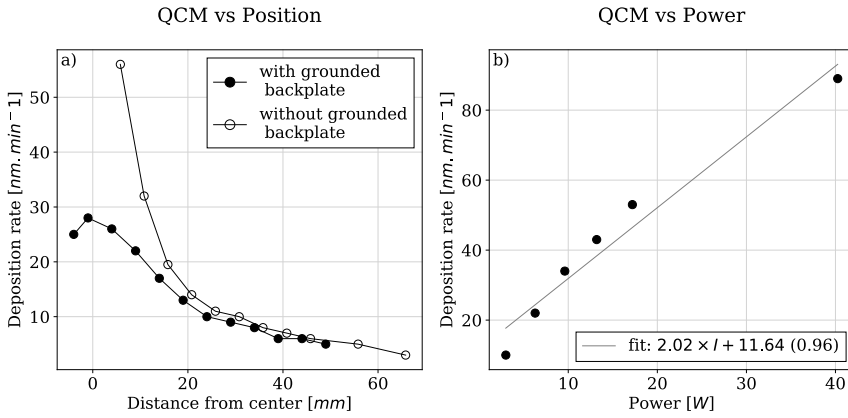 QCM vs Position
a)
with grounded
backplate
without grounded
backplate
Deposition rate [nm.min−1]
50
40
30
20
10
0
20
40
60
Distance from center [mm]
QCM vs Power
b)
Deposition rate [nm.min−1]
80
60
40
20
fit: 2.02 × I + 11.64 (0.96)
10
20
30
40
Power [W]